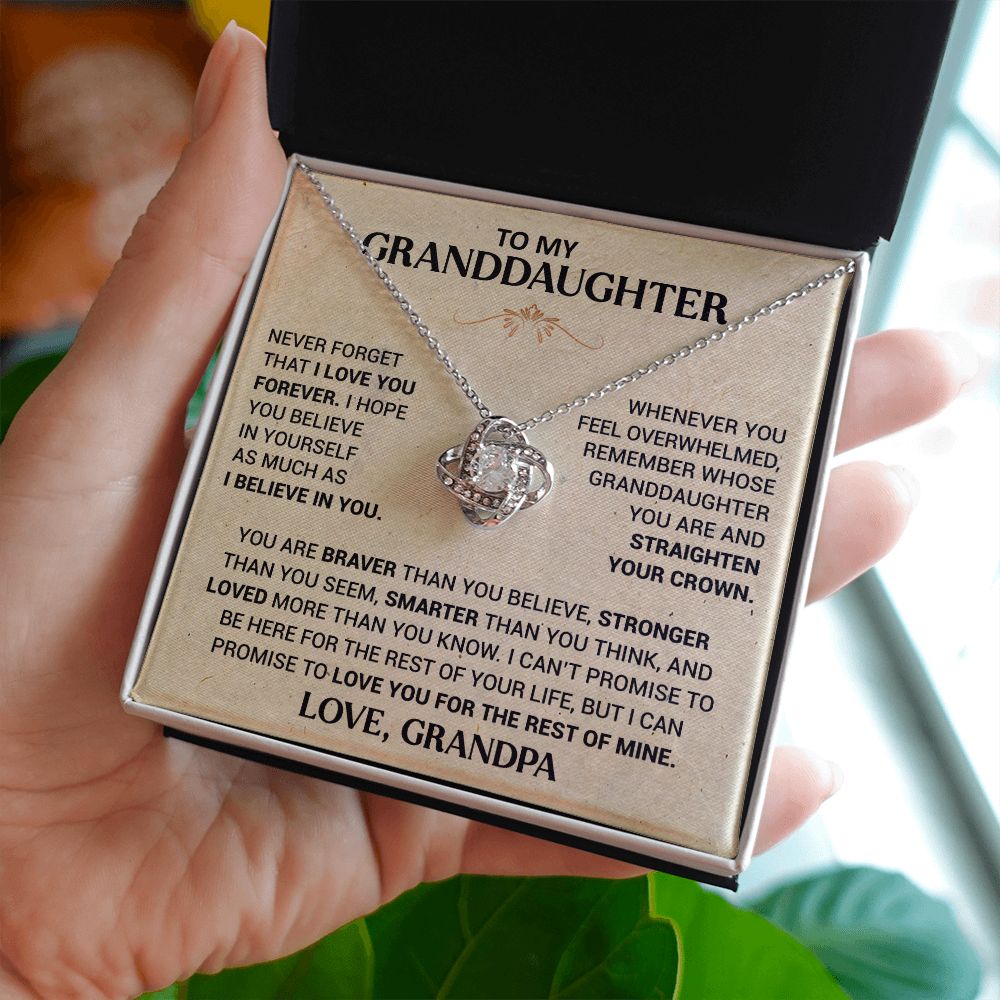 TO MY
GRANDDAUGHTER
NEVER FORGET
THAT I LOVE YOU
FOREVER. I HOPE
YOU BELIEVE
IN YOURSELF
AS MUCH AS
I BELIEVE IN YOU.
WHENEVER YOU
FEEL OVERWHELMED,
REMEMBER WHOSE
GRANDDAUGHTER
YOU ARE AND
STRAIGHTEN
YOUR CROWN.
YOU ARE BRAVER THAN YOU BELIEVE, STRONGER
THAN YOU SEEM, SMARTER THAN YOU THINK, AND
LOVED MORE THAN YOU KNOW. I CAN'T PROMISE TO
BE HERE FOR THE REST OF YOUR LIFE, BUT I CAN
PROMISE TO LOVE YOU FOR THE REST OF MINE.
LOVE, GRANDPA